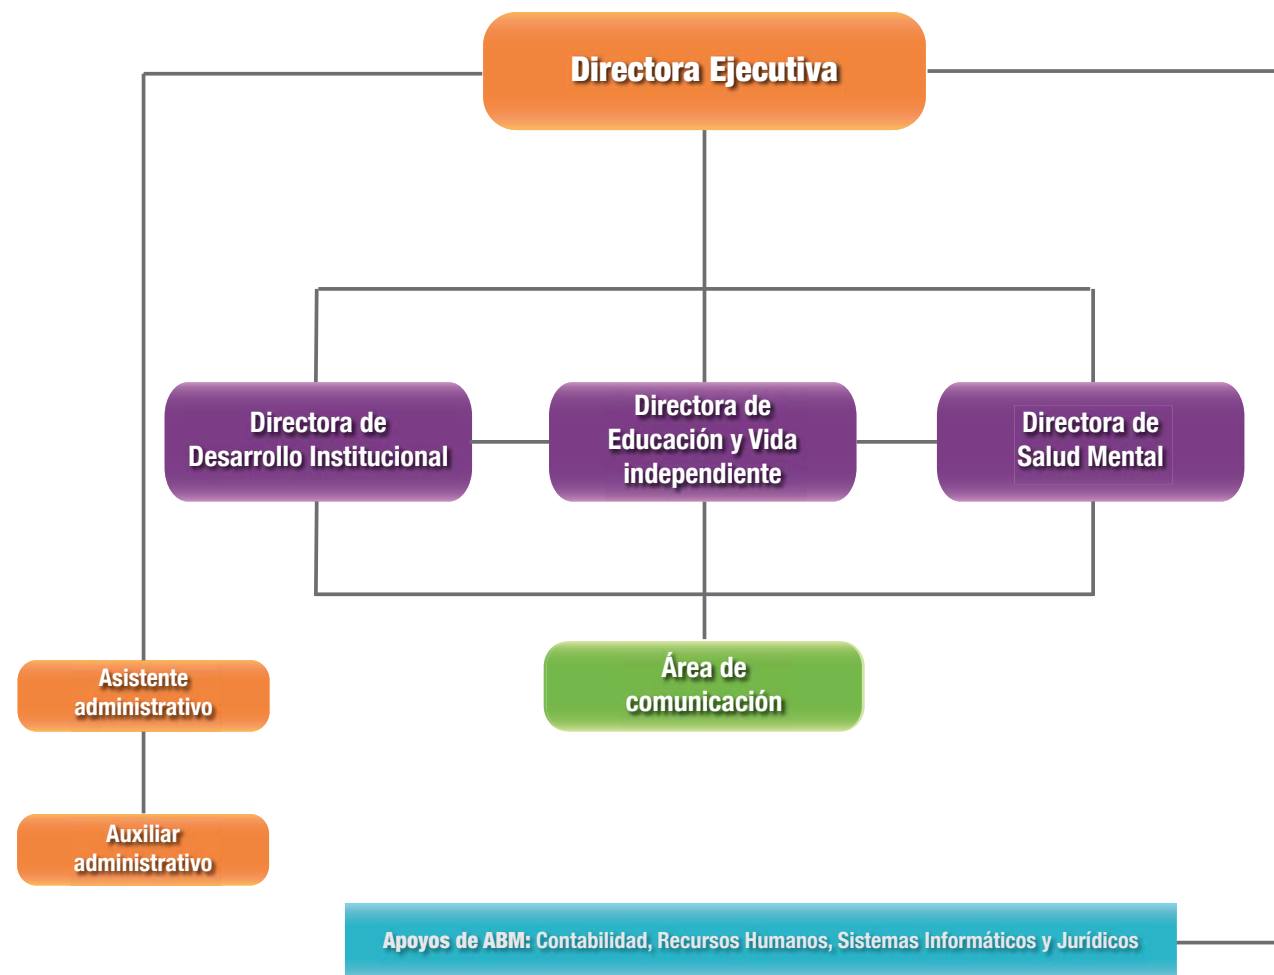 Directora Ejecutiva
Directora de
Desarrollo Institucional
Directora de
Educación y Vida
independiente
Directora de
Salud Mental
Área de
comunicación
Asistente
administrativo
Auxiliar
administrativo
Apoyos de ABM: Contabilidad, Recursos Humanos, Sistemas Informáticos y Jurídicos